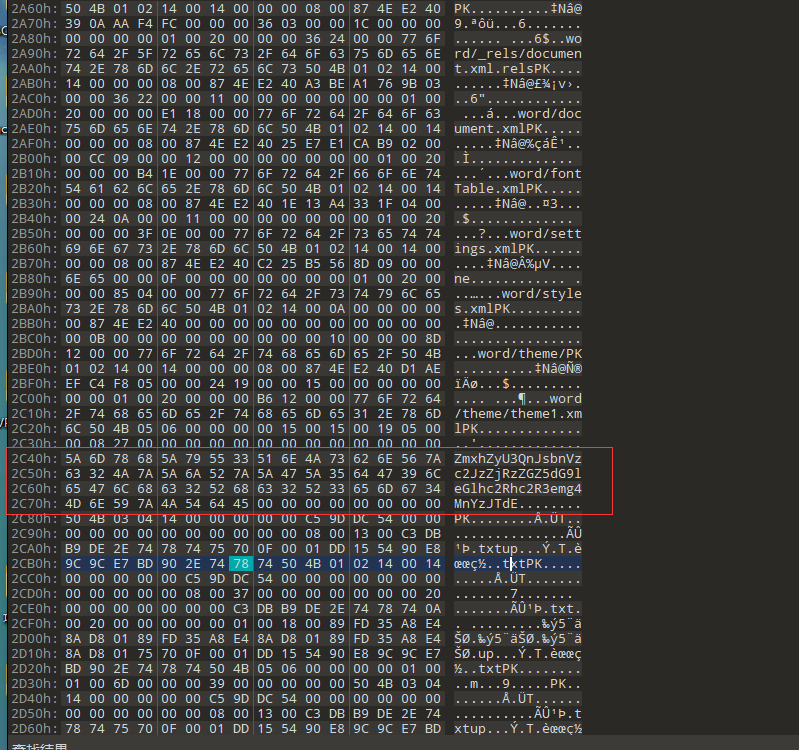 2A60h: 50 4B 01 02 14 00 14 00 00 00 08 00 87 4E E2 40 PK..........‡Nâ@
2A70h: 39 0A AA F4 FC 00 00 00 36 03 00 00 1C 00 00 00 9.ªôü...6.......
2A80h: 00 00 00 00 01 00 20 00 00 00 36 24 00 00 77 6F ...... ...6$..wo
2A90h: 72 64 2F 5F 72 65 6C 73 2F 64 6F 63 75 6D 65 6E rd/_rels/documen
2AA0h: 74 2E 78 6D 6C 2E 72 65 6C 73 50 4B 01 02 14 00 t.xml.relsPK....
2AB0h: 14 00 00 00 08 00 87 4E E2 40 A3 BE A1 76 9B 03 ......‡Nâ@£¾¡v›.
2AC0h: 00 00 36 22 00 00 11 00 00 00 00 00 00 00 01 00 ..6"............
2AD0h: 20 00 00 00 E1 18 00 00 77 6F 72 64 2F 64 6F 63  ...á...word/doc
2AE0h: 75 6D 65 6E 74 2E 78 6D 6C 50 4B 01 02 14 00 14 ument.xmlPK.....
2AF0h: 00 00 00 08 00 87 4E E2 40 25 E7 E1 CA B9 02 00 .....‡Nâ@%çáÊ¹..
2B00h: 00 CC 09 00 00 12 00 00 00 00 00 00 00 01 00 20 .Ì............. 
2B10h: 00 00 00 B4 1E 00 00 77 6F 72 64 2F 66 6F 6E 74 ...´...word/font
2B20h: 54 61 62 6C 65 2E 78 6D 6C 50 4B 01 02 14 00 14 Table.xmlPK.....
2B30h: 00 00 00 08 00 87 4E E2 40 1E 13 A4 33 1F 04 00 .....‡Nâ@..¤3...
2B40h: 00 24 0A 00 00 11 00 00 00 00 00 00 00 01 00 20 .$............. 
2B50h: 00 00 00 3F 0E 00 00 77 6F 72 64 2F 73 65 74 74 ...?...word/sett
2B60h: 69 6E 67 73 2E 78 6D 6C 50 4B 01 02 14 00 14 00 ings.xmlPK......
2B70h: 00 00 08 00 87 4E E2 40 C2 25 B5 56 8D 09 00 00 ....‡Nâ@Â%µV....
2B80h: 6E 65 00 00 0F 00 00 00 00 00 00 00 01 00 20 00 ne............ .
2B90h: 00 00 85 04 00 00 77 6F 72 64 2F 73 74 79 6C 65 ..…...word/style
2BA0h: 73 2E 78 6D 6C 50 4B 01 02 14 00 0A 00 00 00 00 s.xmlPK.........
2BB0h: 00 87 4E E2 40 00 00 00 00 00 00 00 00 00 00 00 .‡Nâ@...........
2BC0h: 00 0B 00 00 00 00 00 00 00 00 00 10 00 00 00 8D ................
2BD0h: 12 00 00 77 6F 72 64 2F 74 68 65 6D 65 2F 50 4B ...word/theme/PK
2BE0h: 01 02 14 00 14 00 00 00 08 00 87 4E E2 40 D1 AE ..........‡Nâ@Ñ®
2BF0h: EF C4 F8 05 00 00 24 19 00 00 15 00 00 00 00 00 ïÄø...$.........
2C00h: 00 00 01 00 20 00 00 00 B6 12 00 00 77 6F 72 64 .... ...¶...word
2C10h: 2F 74 68 65 6D 65 2F 74 68 65 6D 65 31 2E 78 6D /theme/theme1.xm
2C20h: 6C 50 4B 05 06 00 00 00 00 15 00 15 00 19 05 00 lPK.............
2C30h: 00 08 27 00 00 00 00 00 00 00 00 00 00 00 00 00 ..'.............
2C40h: 5A 6D 78 68 5A 79 55 33 51 6E 4A 73 62 6E 56 7A ZmxhZyU3QnJsbnVz
2C50h: 63 32 4A 7A 5A 6A 52 7A 5A 47 5A 35 64 47 39 6C c2JzZjRzZGZ5dG9l
2C60h: 65 47 6C 68 63 32 52 68 63 32 52 33 65 6D 67 34 eGlhc2Rhc2R3emg4
2C70h: 4D 6E 59 7A 4A 54 64 45 00 00 00 00 00 00 00 00 MnYzJTdE........
2C80h: 50 4B 03 04 14 00 00 00 00 00 C5 9D DC 54 00 00 PK........Å.ÜT..
2C90h: 00 00 00 00 00 00 00 00 00 00 08 00 13 00 C3 DB ..............ÃÛ
2CA0h: B9 DE 2E 74 78 74 75 70 0F 00 01 DD 15 54 90 E8 ¹Þ.txtup...Ý.T.è
2CB0h: 9C 9C E7 BD 90 2E 74 78 74 50 4B 01 02 14 00 14 œœç½..txtPK.....
2CC0h: 00 00 00 00 00 C5 9D DC 54 00 00 00 00 00 00 00 .....Å.ÜT.......
2CD0h: 00 00 00 00 00 08 00 37 00 00 00 00 00 00 00 20 .......7....... 
2CE0h: 00 00 00 00 00 00 00 C3 DB B9 DE 2E 74 78 74 0A .......ÃÛ¹Þ.txt.
2CF0h: 00 20 00 00 00 00 00 01 00 18 00 89 FD 35 A8 E4 . .........‰ý5¨ä
2D00h: 8A D8 01 89 FD 35 A8 E4 8A D8 01 89 FD 35 A8 E4 ŠØ.‰ý5¨äŠØ.‰ý5¨ä
2D10h: 8A D8 01 75 70 0F 00 01 DD 15 54 90 E8 9C 9C E7 ŠØ.up...Ý.T.èœœç
2D20h: BD 90 2E 74 78 74 50 4B 05 06 00 00 00 00 01 00 ½..txtPK........
2D30h: 01 00 6D 00 00 00 39 00 00 00 00 00 50 4B 03 04 ..m...9.....PK..
2D40h: 14 00 00 00 00 00 C5 9D DC 54 00 00 00 00 00 00 ......Å.ÜT......
2D50h: 00 00 00 00 00 00 08 00 13 00 C3 DB B9 DE 2E 74 ..........ÃÛ¹Þ.t
2D60h: 78 74 75 70 0F 00 01 DD 15 54 90 E8 9C 9C E7 BD xtup...Ý.T.èœœç½